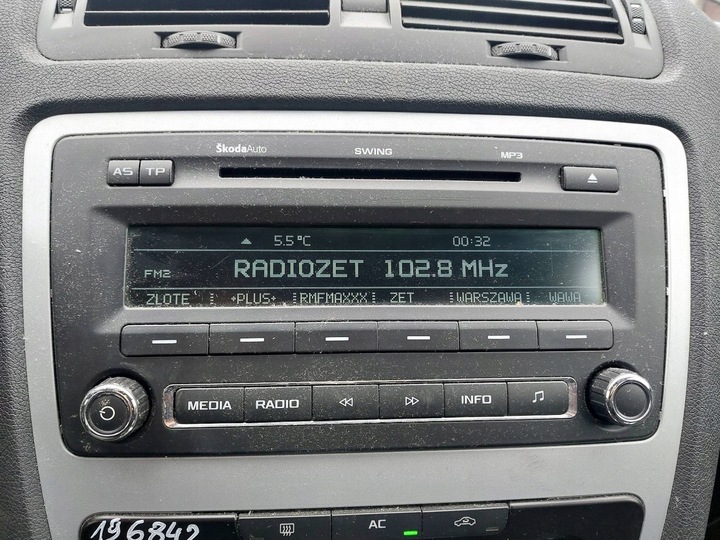 ŠkodaAuto SWING MP3
AS TP
5.5°C 00:32
FM2 RADIOZET 102.8 MHz
ZLOTE' +PLUS+ RMFMAXXX ZET WARSZAWA WAWA
MEDIA RADIO INFO
AC
196842